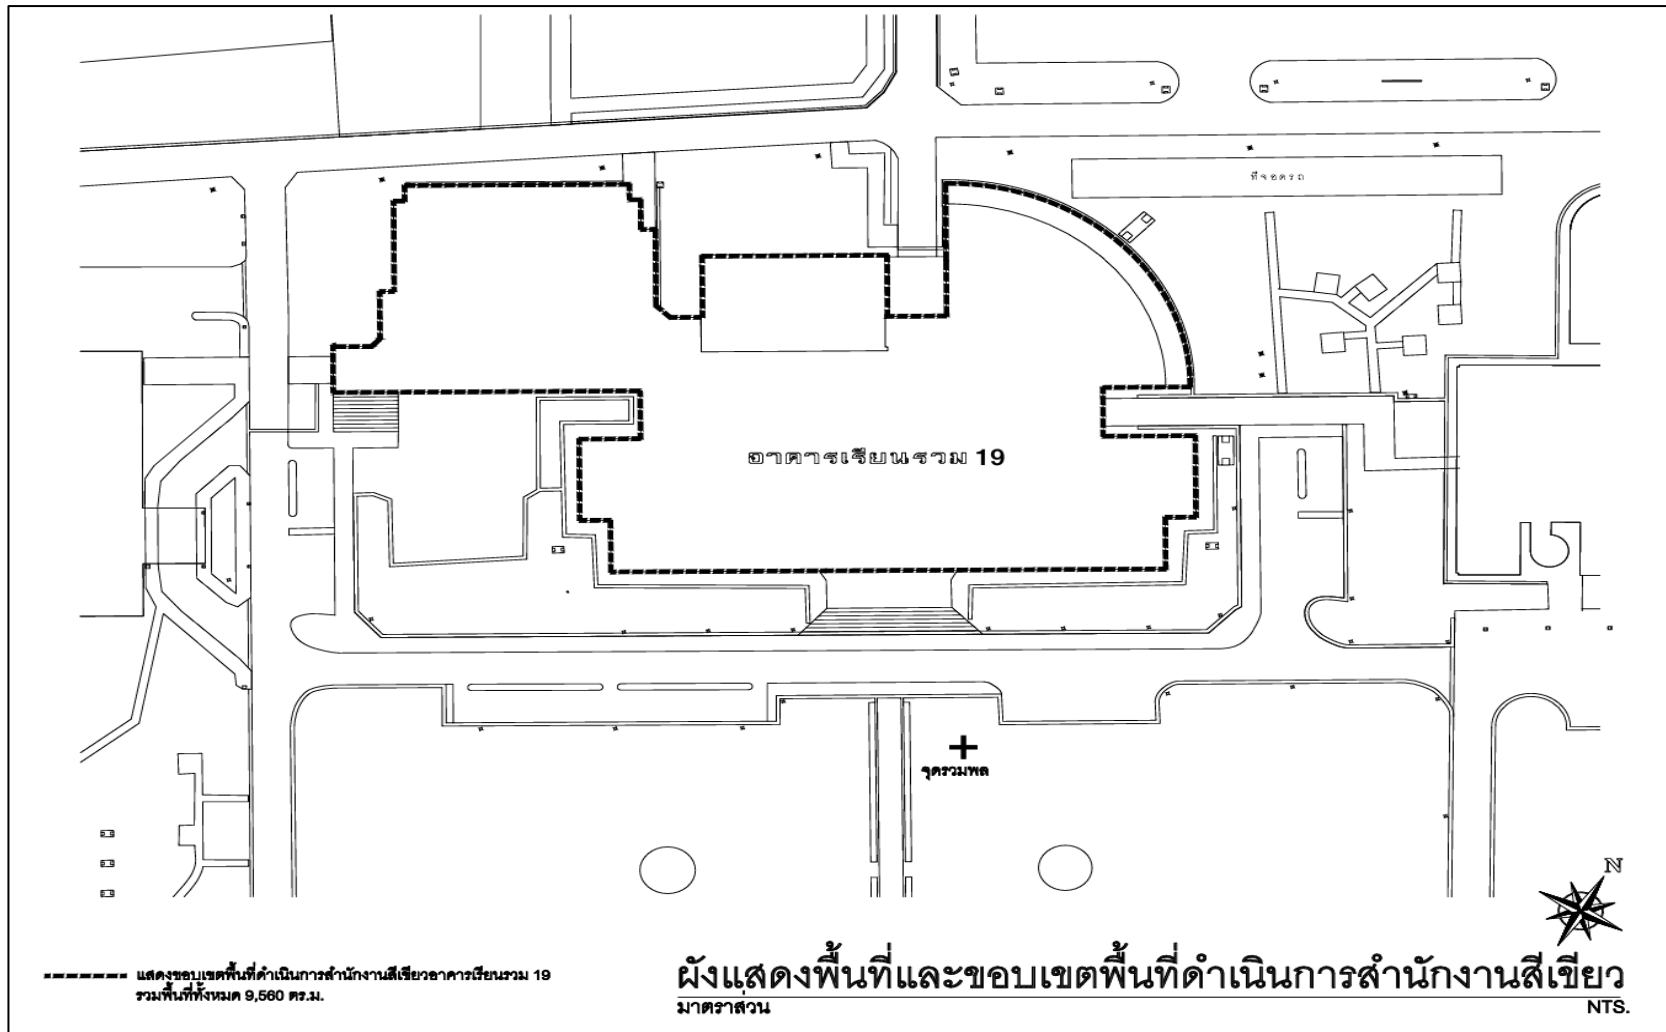 ที่จอดรถ
อาคารเรียนรวม 19
จุดรวมพล
N
แสดงขอบเขตพื้นที่ดำเนินการสำนักงานสีเขียวอาคารเรียนรวม 19
รวมพื้นที่ทั้งหมด 9,560 ตร.ม.
ผังแสดงพื้นที่และขอบเขตพื้นที่ดำเนินการสำนักงานสีเขียว
มาตราส่วน NTS.